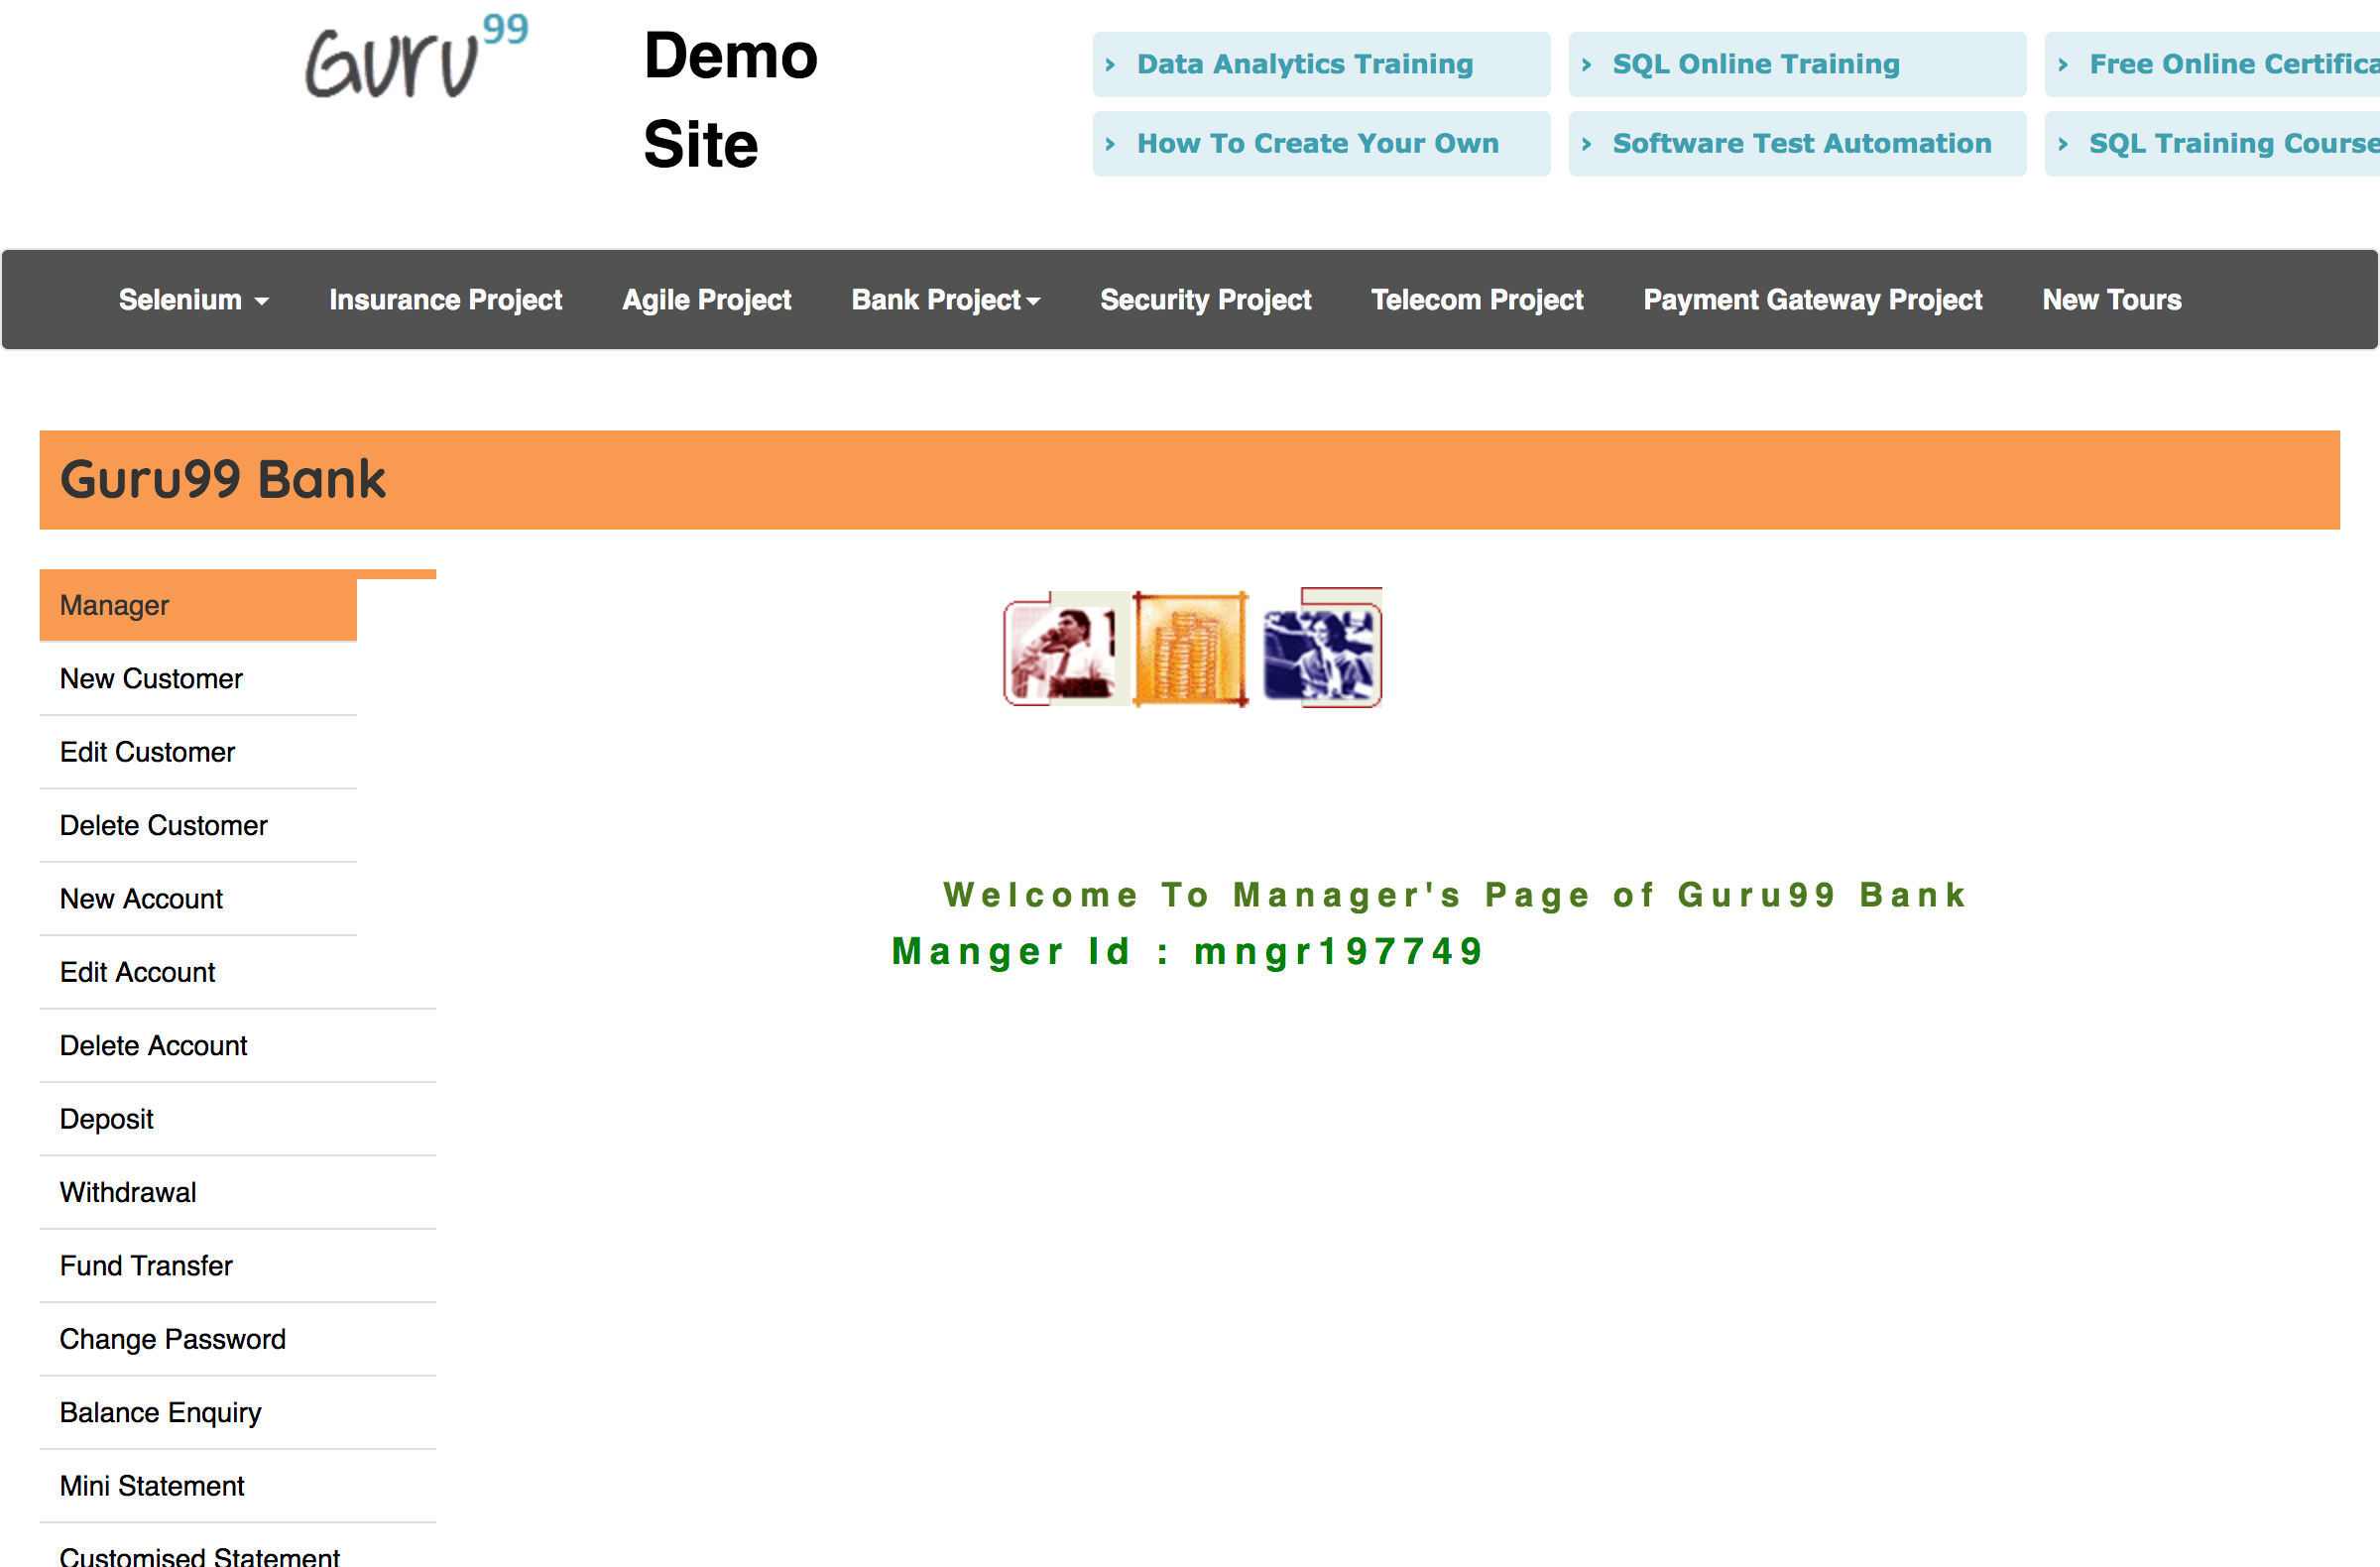 Guru99
Demo
Site
› Data Analytics Training
› SQL Online Training
› Free Online Certifica
› How To Create Your Own
› Software Test Automation
› SQL Training Course
Selenium
Insurance Project
Agile Project
Bank Project
Security Project
Telecom Project
Payment Gateway Project
New Tours
Guru99 Bank
Manager
New Customer
Edit Customer
Delete Customer
New Account
Edit Account
Delete Account
Deposit
Withdrawal
Fund Transfer
Change Password
Balance Enquiry
Mini Statement
Customised Statement
Welcome To Manager's Page of Guru99 Bank
Manger Id : mngr197749